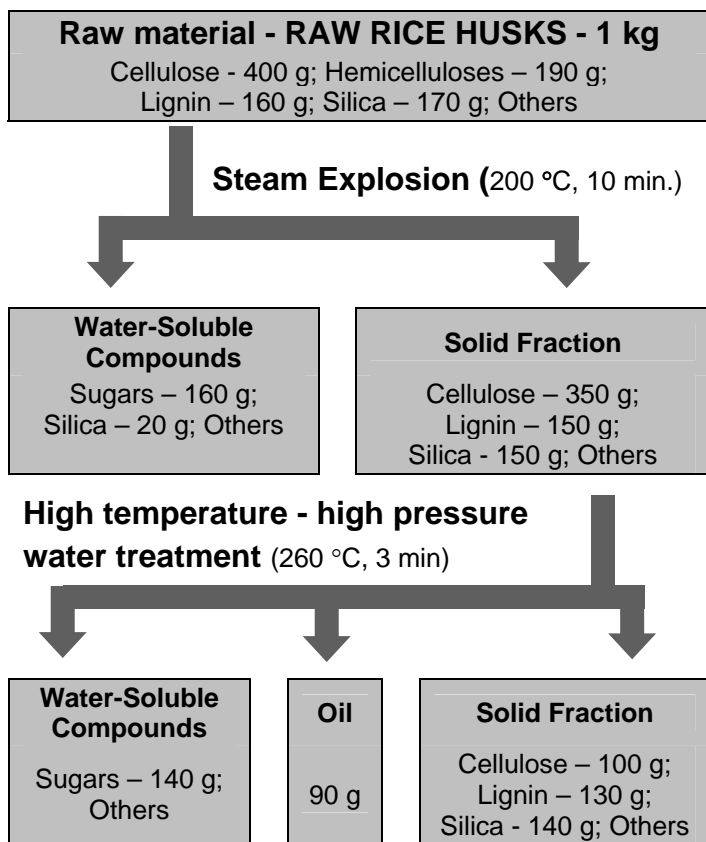 Raw material - RAW RICE HUSKS - 1 kg
Cellulose - 400 g; Hemicelluloses – 190 g;
Lignin – 160 g; Silica – 170 g; Others
Steam Explosion (200 °C, 10 min.)
Water-Soluble
Compounds
Sugars – 160 g;
Silica – 20 g; Others
Solid Fraction
Cellulose – 350 g;
Lignin – 150 g;
Silica - 150 g; Others
High temperature - high pressure
water treatment (260 °C, 3 min)
Water-Soluble
Compounds
Sugars – 140 g;
Others
Oil
90 g
Solid Fraction
Cellulose – 100 g;
Lignin – 130 g;
Silica - 140 g; Others